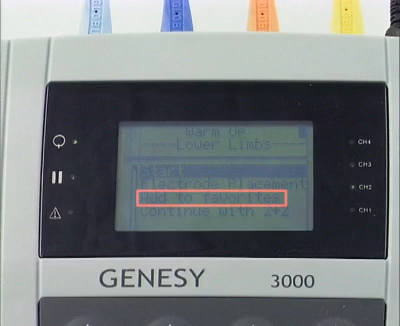 Warm Up
Lower Limbs
Start
Electrode Placement
Add to favorites
Continue with 2+2
CH4
CH3
CH2
CH1
GENESY 3000